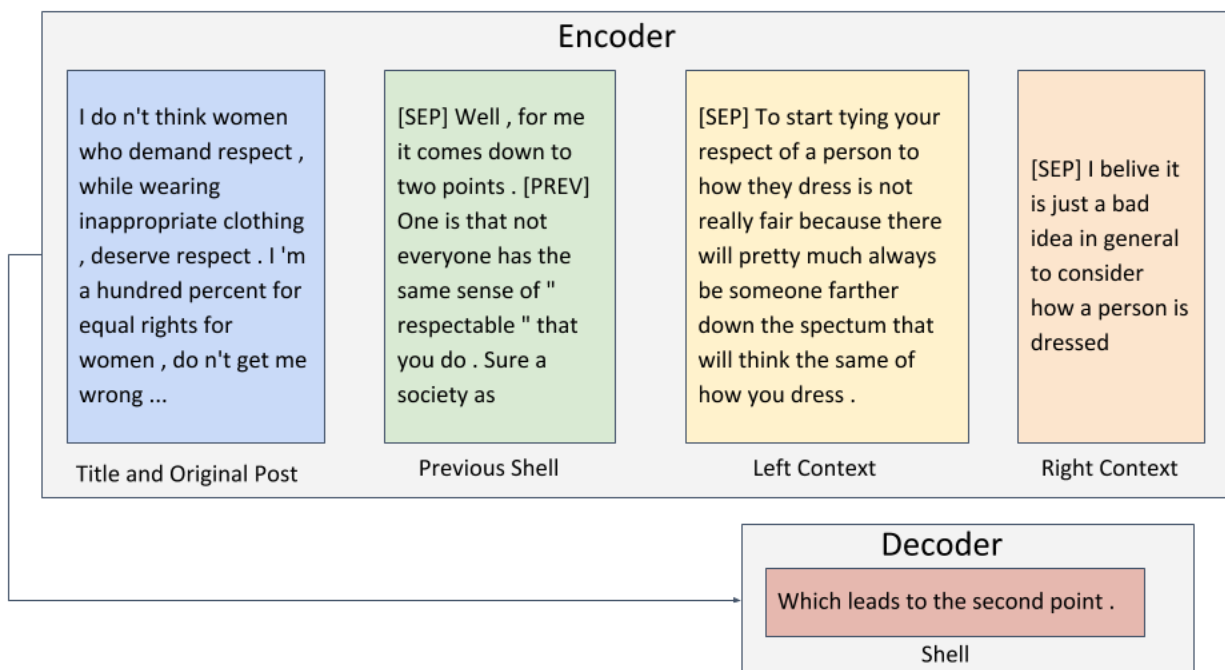 Encoder
I do n't think women
who demand respect ,
while wearing
inappropriate clothing
, deserve respect . I 'm
a hundred percent for
equal rights for
women , do n't get me
wrong ...
Title and Original Post
[SEP] Well , for me
it comes down to
two points . [PREV]
One is that not
everyone has the
same sense of "
respectable " that
you do . Sure a
society as
Previous Shell
[SEP] To start tying your
respect of a person to
how they dress is not
really fair because there
will pretty much always
be someone farther
down the spectum that
will think the same of
how you dress .
Left Context
[SEP] I belive it
is just a bad
idea in general
to consider
how a person is
dressed
Right Context
Decoder
Which leads to the second point .
Shell